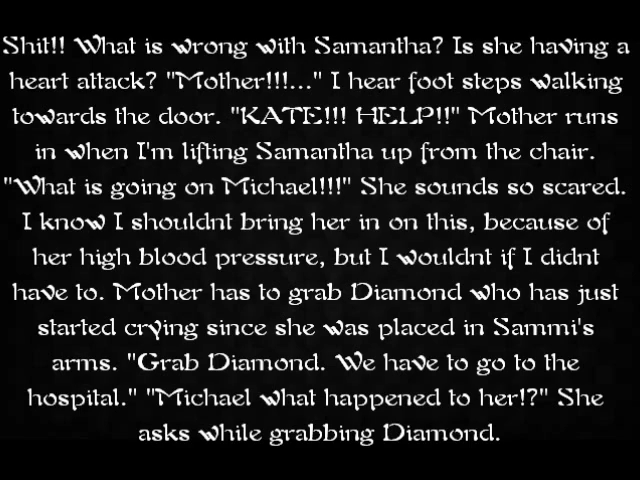 Shit!! What is wrong with Samantha? Is she having a
heart attack? "Mother!!!..." I hear foot steps walking
towards the door. "KATE!!! HELP!!" Mother runs
in when I'm lifting Samantha up from the chair.
"What is going on Michael!!!" She sounds so scared.
I know I shouldnt bring her in on this, because of
her high blood pressure, but I wouldnt if I didnt
have to. Mother has to grab Diamond who has just
started crying since she was placed in Sammi's
arms. "Grab Diamond. We have to go to the
hospital." "Michael what happened to her!?" She
asks while grabbing Diamond.